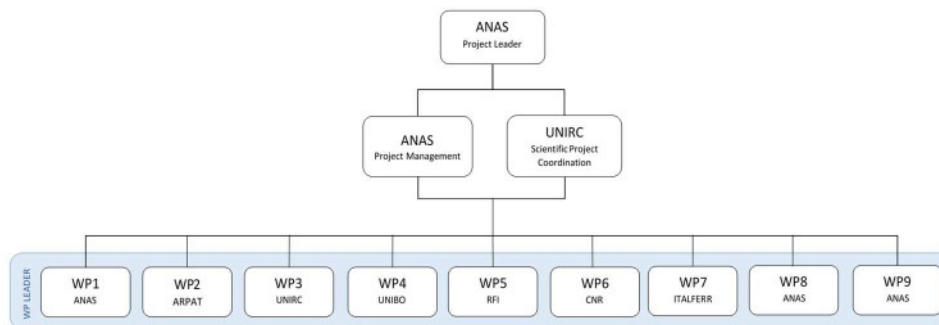 ANAS
Project Leader
ANAS
Project Management
UNIRC
Scientific Project
Coordination
WP LEADER
WP1
ANAS
WP2
ARPAT
WP3
UNIRC
WP4
UNIBO
WP5
RFI
WP6
CNR
WP7
ITALFERR
WP8
ANAS
WP9
ANAS